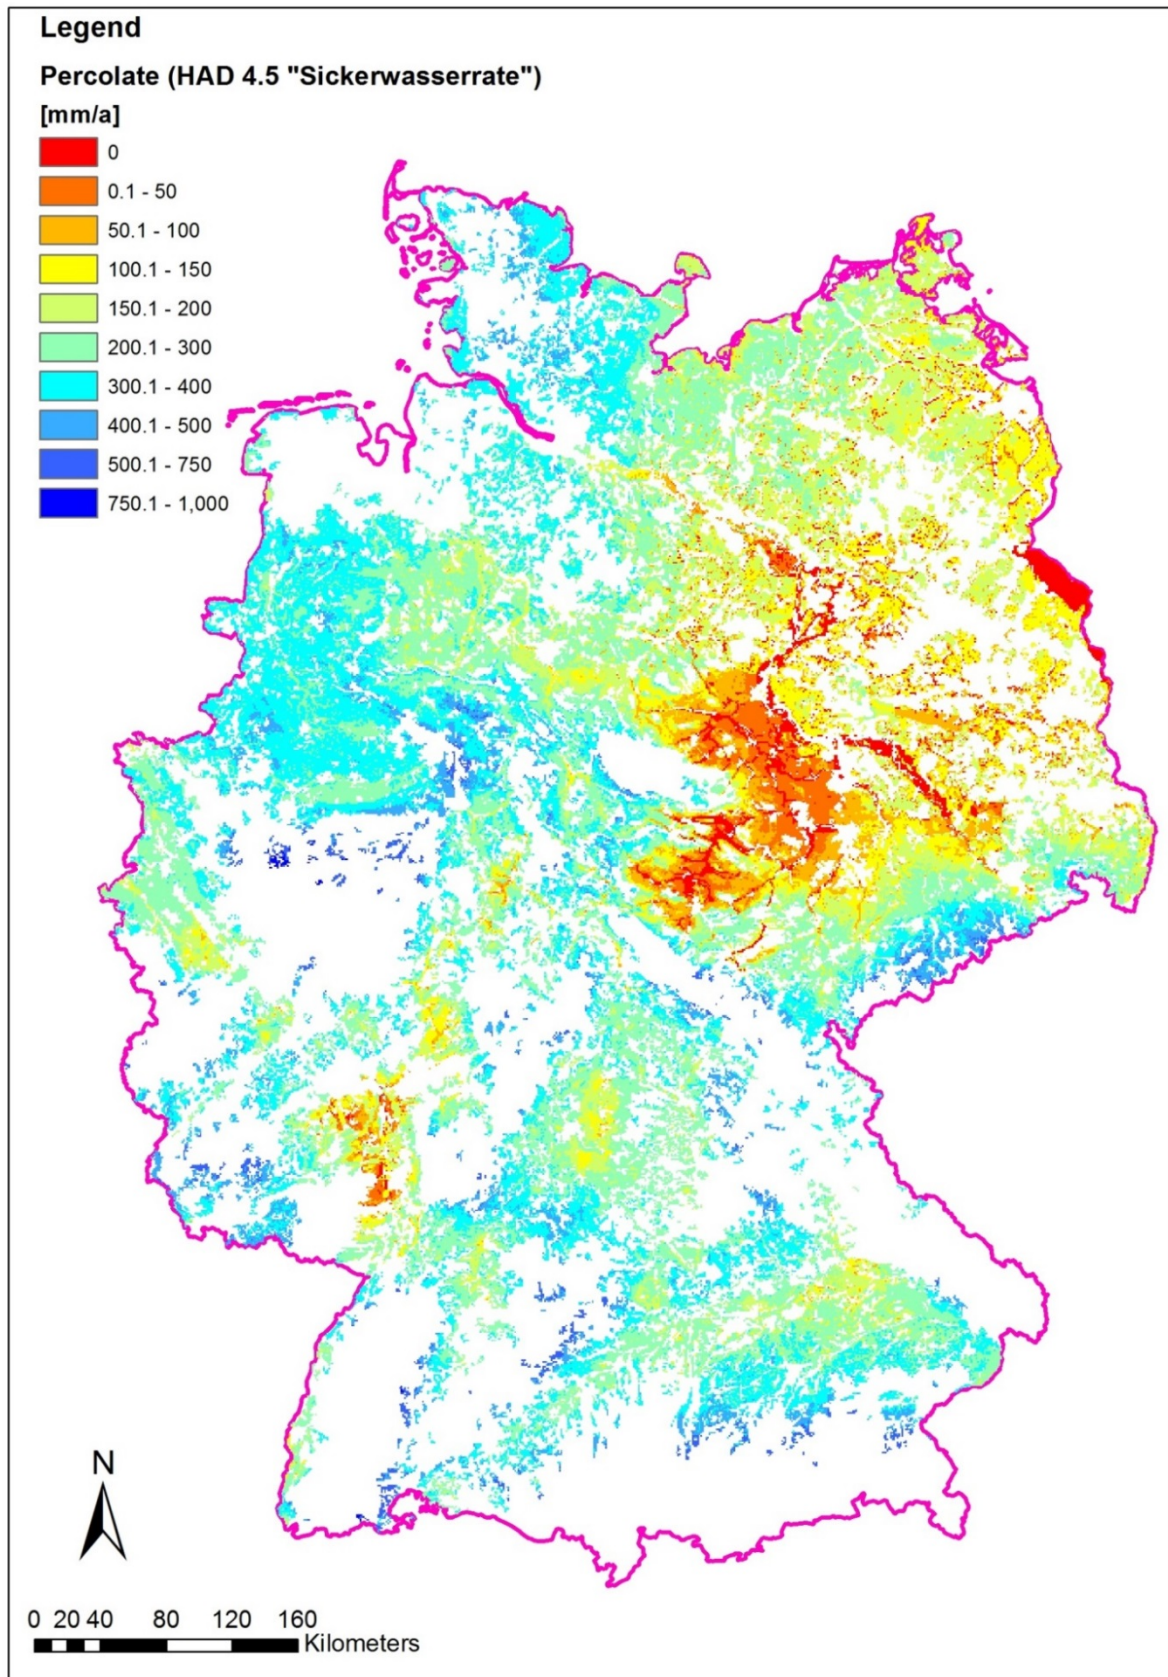 Legend
Percolate (HAD 4.5 "Sickerwasserrate")
[mm/a]
0
0.1 - 50
50.1 - 100
100.1 - 150
150.1 - 200
200.1 - 300
300.1 - 400
400.1 - 500
500.1 - 750
750.1 - 1,000
N
0 20 40 80 120 160
Kilometers